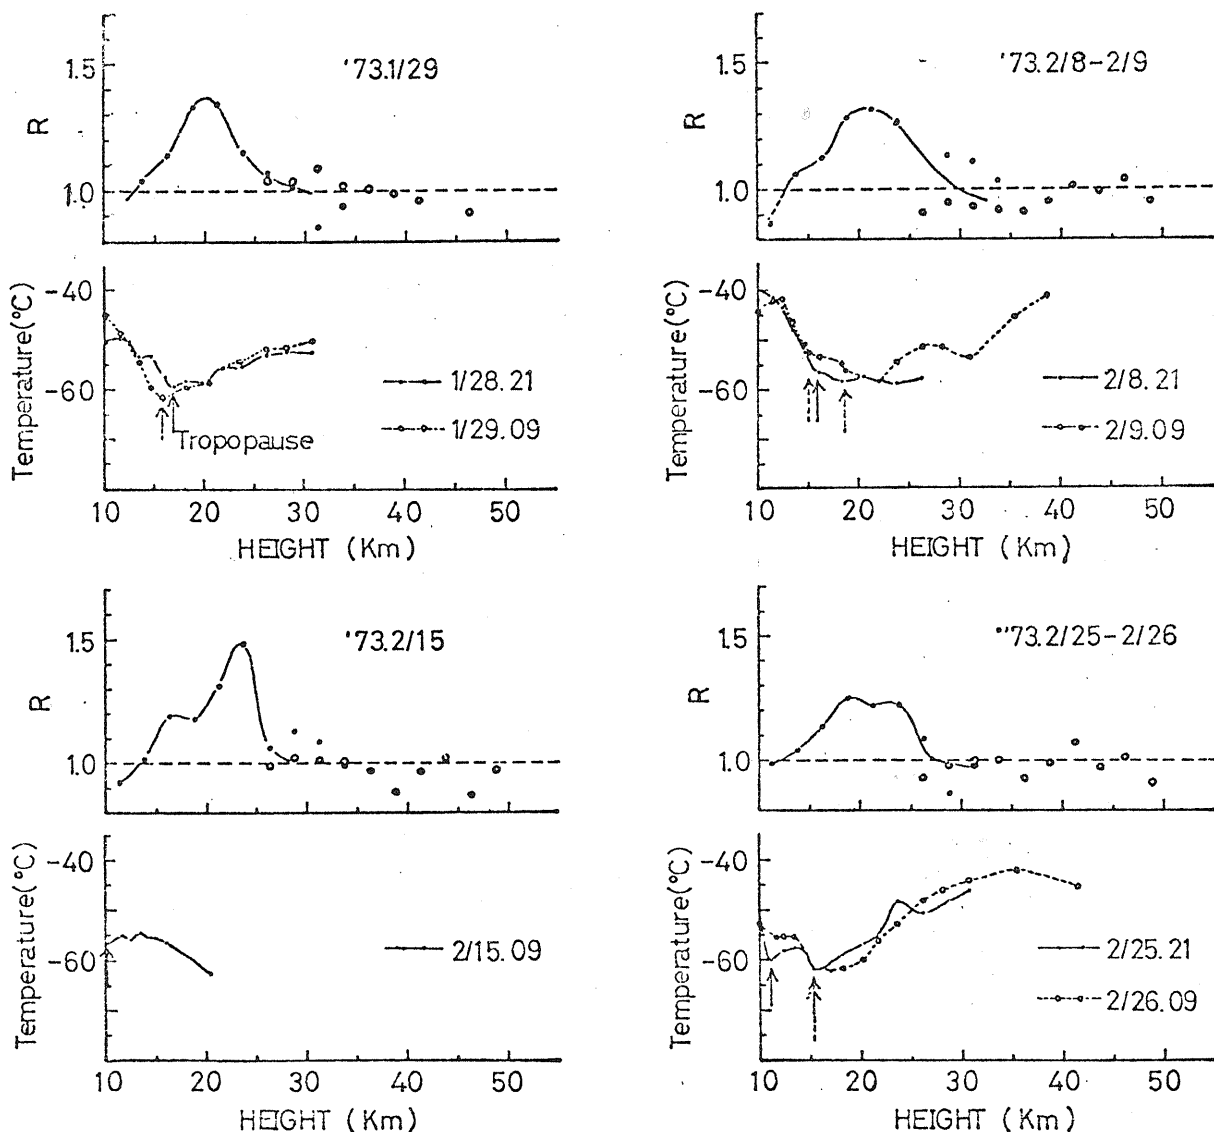 1.5
1.0
R
'73.1/29
-40
-60
Temperature(°C)
1/28.21
1/29.09
Tropopause
10 20 30 40 50
HEIGHT (Km)
1.5
1.0
R
'73.2/8-2/9
-40
-60
Temperature(°C)
2/8.21
2/9.09
10 20 30 40 50
HEIGHT (Km)
1.5
1.0
R
'73.2/15
-40
-60
Temperature(°C)
2/15.09
10 20 30 40 50
HEIGHT (Km)
1.5
1.0
R
'73.2/25-2/26
-40
-60
Temperature(°C)
2/25.21
2/26.09
10 20 30 40 50
HEIGHT (Km)